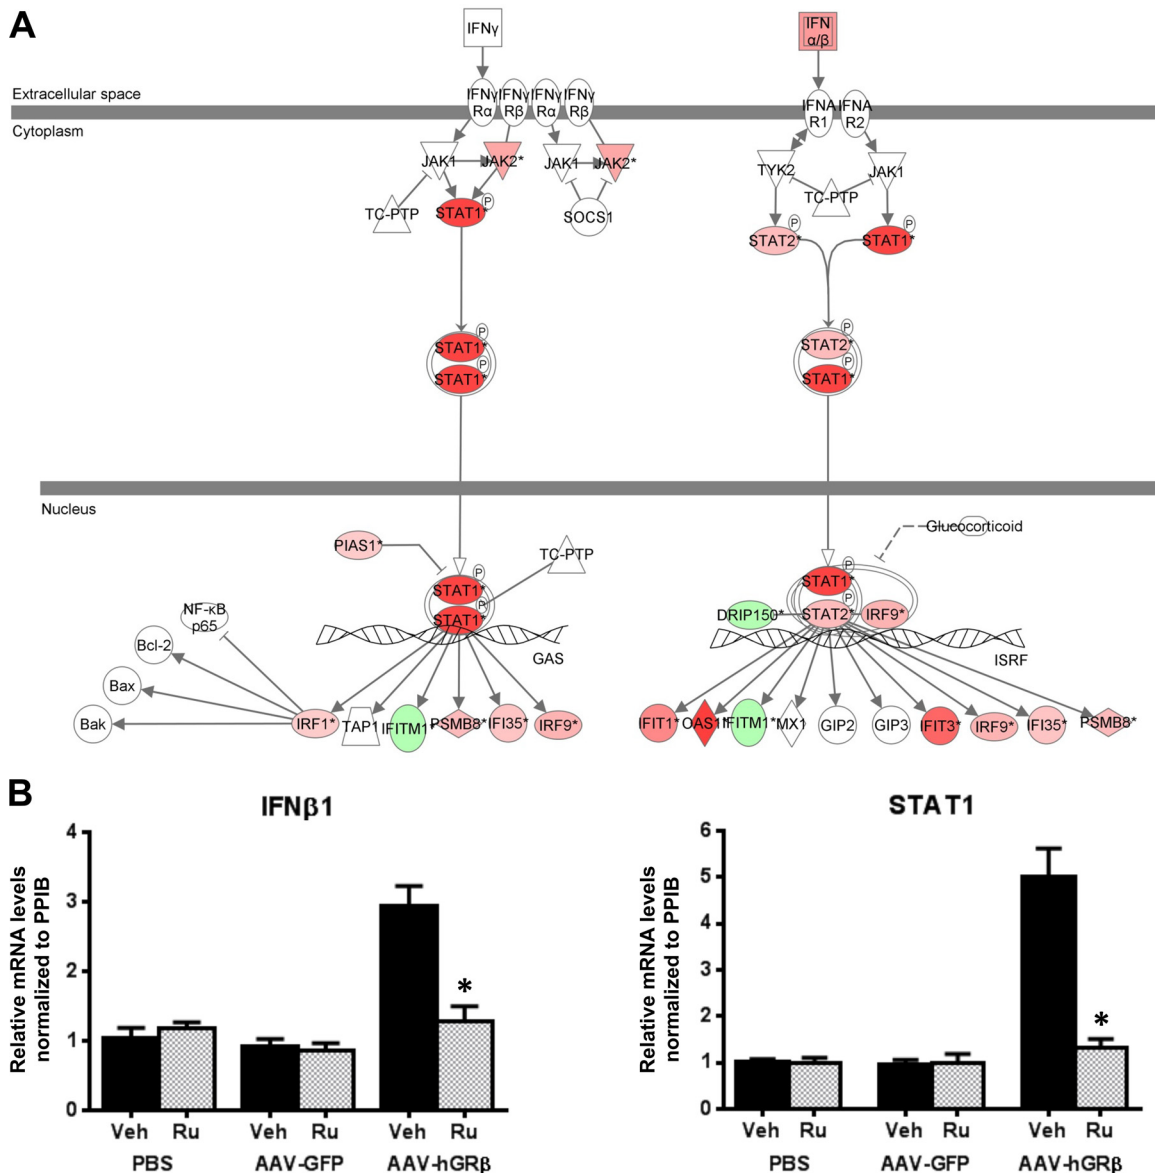 A
IFNγ
IFN
α/β
Extracellular space
Cytoplasm
IFNγ
Rα
IFNγ
Rβ
IFNγ
Rα
IFNγ
Rβ
IFNA
R1
IFNA
R2
JAK1
JAK2*
JAK1
JAK2*
TYK2
JAK1
TC-PTP
STAT1*
P
SOCS1
TC-PTP
STAT2*
P
STAT1*
P
STAT1*
P
STAT1*
P
STAT2*
P
STAT1*
P
Nucleus
PIAS1*
TC-PTP
Glucocorticoid
STAT1*
P
STAT1*
P
STAT1*
P
STAT2*
P
DRIP150*
IRF9*
NF-κB
p65
Bcl-2
Bax
Bak
GAS
ISRF
IRF1*
TAP1
IFITM1
PSMB8*
IFI35*
IRF9*
IFIT1*
OAS1*
IFITM1*
MX1
GIP2
GIP3
IFIT3*
IRF9*
IFI35*
PSMB8*
B
IFNβ1
Relative mRNA levels
normalized to PPIB
4
3
2
1
0
*
Veh Ru Veh Ru Veh Ru
PBS AAV-GFP AAV-hGRβ
STAT1
Relative mRNA levels
normalized to PPIB
6
5
4
3
2
1
0
*
Veh Ru Veh Ru Veh Ru
PBS AAV-GFP AAV-hGRβ